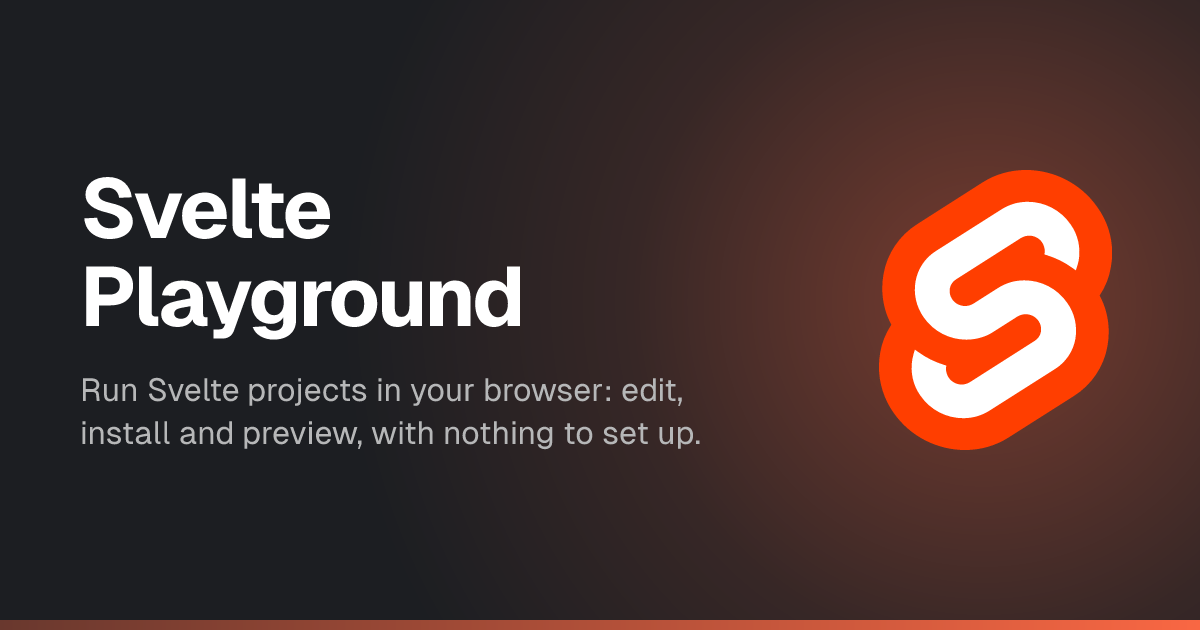 Svelte
Playground
Run Svelte projects in your browser: edit,
install and preview, with nothing to set up.